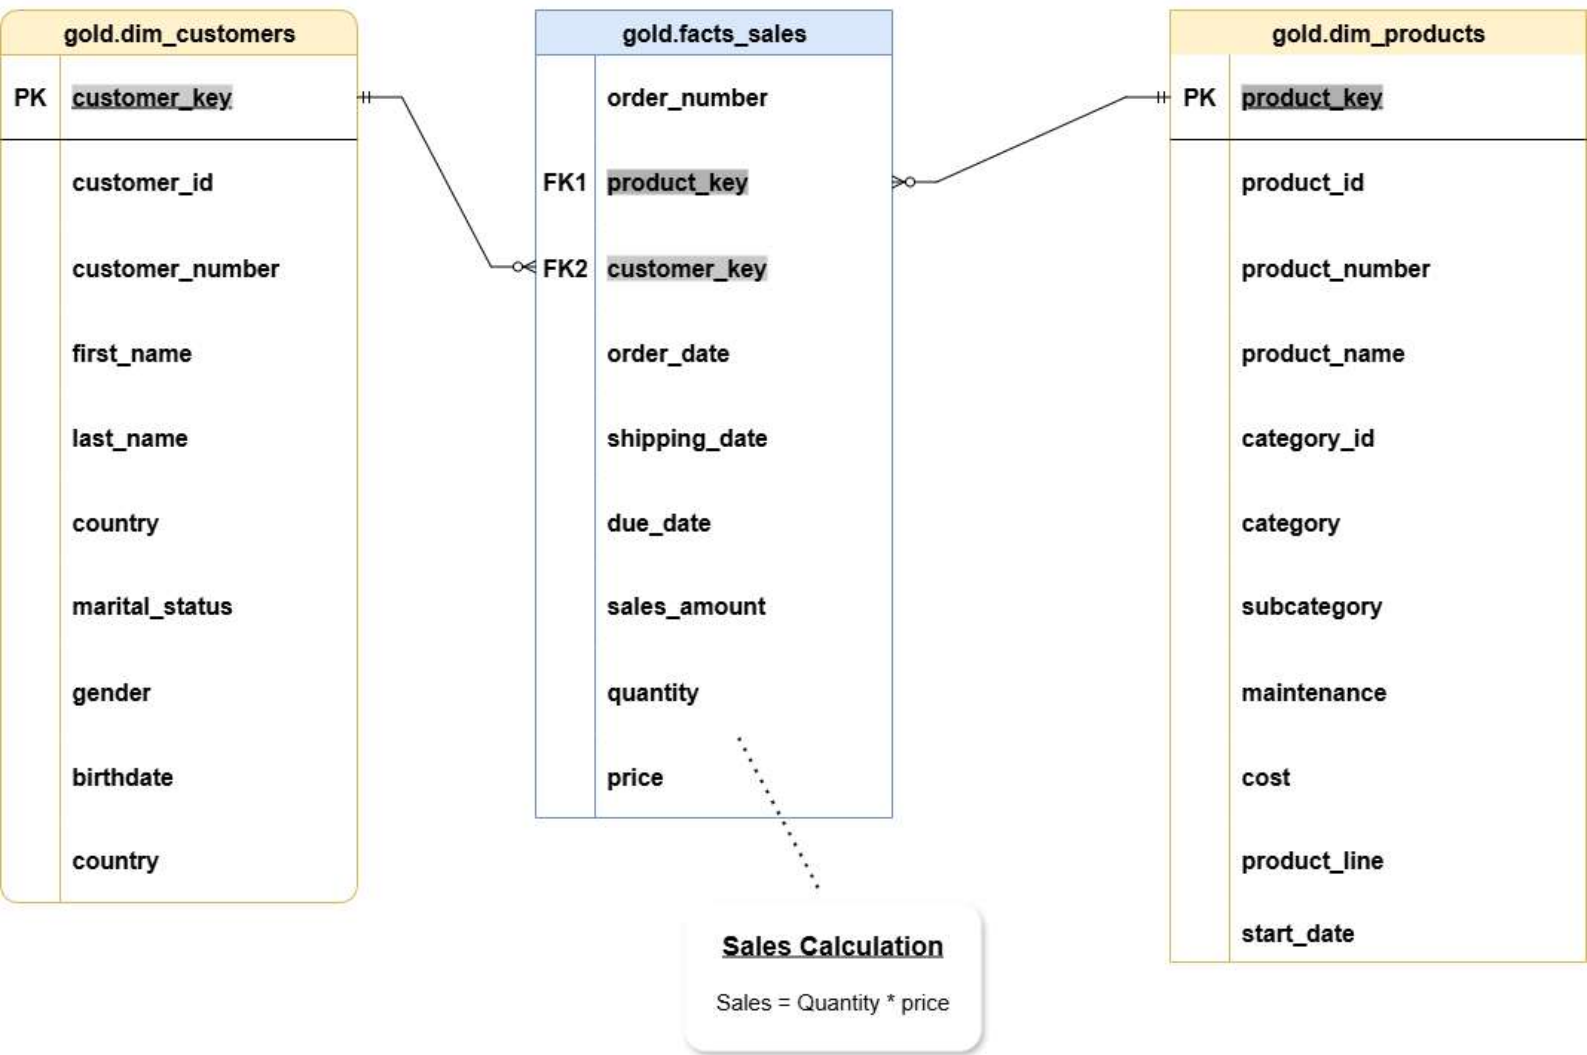 gold.dim_customers
PK customer_key
customer_id
customer_number
first_name
last_name
country
marital_status
gender
birthdate
country
gold.facts_sales
order_number
FK1 product_key
FK2 customer_key
order_date
shipping_date
due_date
sales_amount
quantity
price
Sales Calculation
Sales = Quantity * price
gold.dim_products
PK product_key
product_id
product_number
product_name
category_id
category
subcategory
maintenance
cost
product_line
start_date